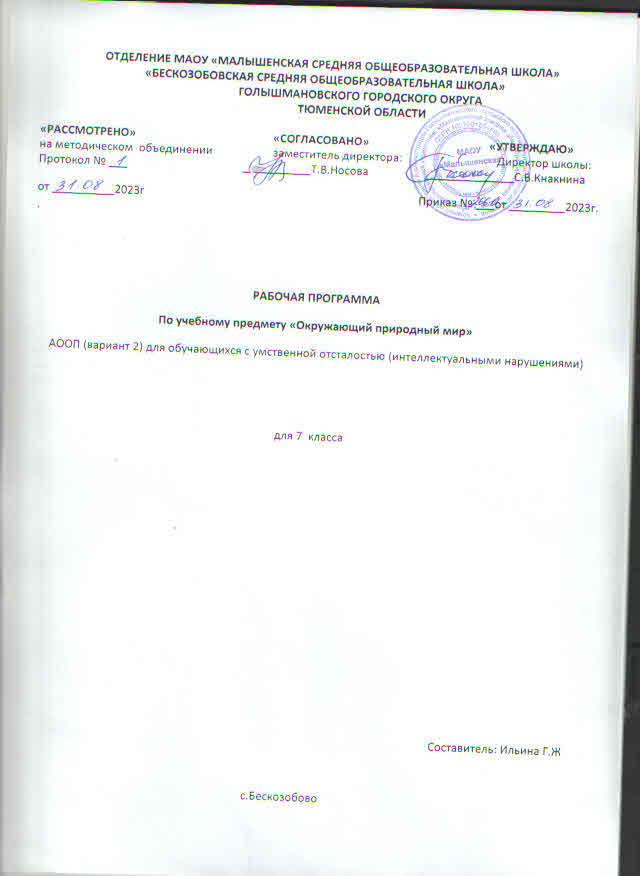 ОТДЕЛЕНИЕ МАОУ «МАЛЫШЕНСКАЯ СРЕДНЯЯ ОБЩЕОБРАЗОВАТЕЛЬНАЯ ШКОЛА»
«БЕСКОЗОБОВСКАЯ СРЕДНЯЯ ОБЩЕОБРАЗОВАТЕЛЬНАЯ ШКОЛА»
ГОЛЫШМАНОВСКОГО ГОРОДСКОГО ОКРУГА
ТЮМЕНСКОЙ ОБЛАСТИ
«РАССМОТРЕНО»
на методическом объединении
Протокол № 1
от 31.08 2023г
«СОГЛАСОВАНО»
заместитель директора:
Т.В.Носова
«УТВЕРЖДАЮ»
Директор школы:
С.В.Кнакнина
Приказ № от 31.08 2023г.
МАОУ
«Малышенская
РАБОЧАЯ ПРОГРАММА
По учебному предмету «Окружающий природный мир»
АООП (вариант 2) для обучающихся с умственной отсталостью (интеллектуальными нарушениями)
для 7 класса
Составитель: Ильина Г.Ж
с.Бескозобово